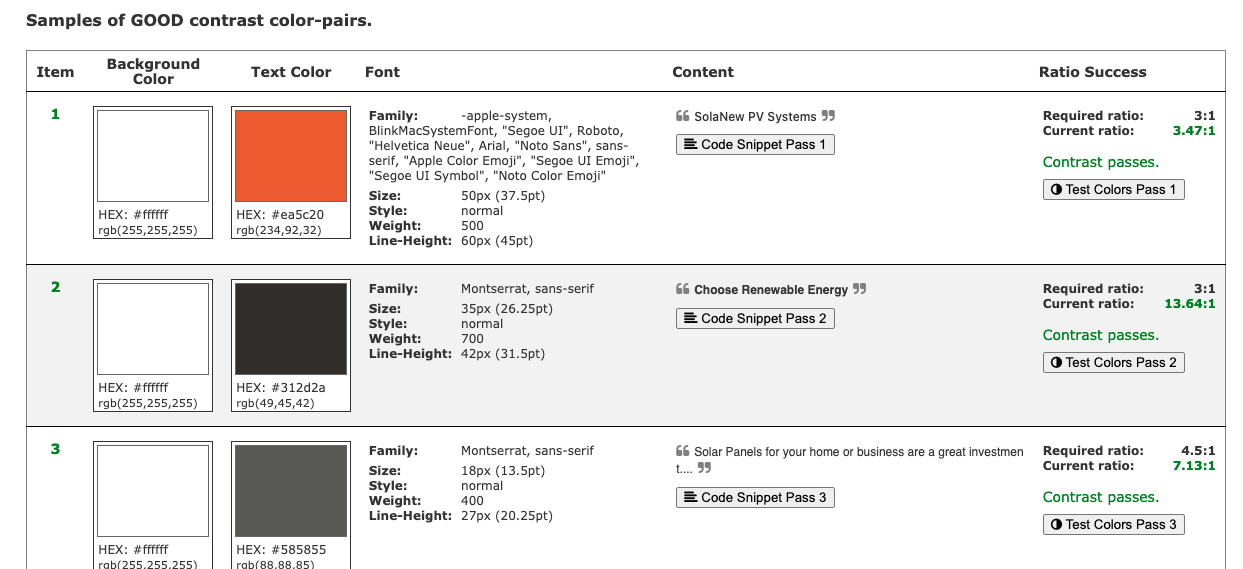 Samples of GOOD contrast color-pairs.
Item
Background
Color
Text Color
Font
Content
Ratio Success
1
HEX: #ffffff
rgb(255,255,255)
HEX: #ea5c20
rgb(234,92,32)
Family: -apple-system,
BlinkMacSystemFont, "Segoe UI", Roboto,
"Helvetica Neue", Arial, "Noto Sans", sans-
serif, "Apple Color Emoji", "Segoe UI Emoji",
"Segoe UI Symbol", "Noto Color Emoji"
Size: 50px (37.5pt)
Style: normal
Weight: 500
Line-Height: 60px (45pt)
❝ SolaNew PV Systems ❞
Code Snippet Pass 1
Required ratio: 3:1
Current ratio: 3.47:1
Contrast passes.
Test Colors Pass 1
2
HEX: #ffffff
rgb(255,255,255)
HEX: #312d2a
rgb(49,45,42)
Family: Montserrat, sans-serif
Size: 35px (26.25pt)
Style: normal
Weight: 700
Line-Height: 42px (31.5pt)
❝ Choose Renewable Energy ❞
Code Snippet Pass 2
Required ratio: 3:1
Current ratio: 13.64:1
Contrast passes.
Test Colors Pass 2
3
HEX: #ffffff
rgb(255,255,255)
HEX: #585855
rgb(88,88,85)
Family: Montserrat, sans-serif
Size: 18px (13.5pt)
Style: normal
Weight: 400
Line-Height: 27px (20.25pt)
❝ Solar Panels for your home or business are a great investmen
t.... ❞
Code Snippet Pass 3
Required ratio: 4.5:1
Current ratio: 7.13:1
Contrast passes.
Test Colors Pass 3